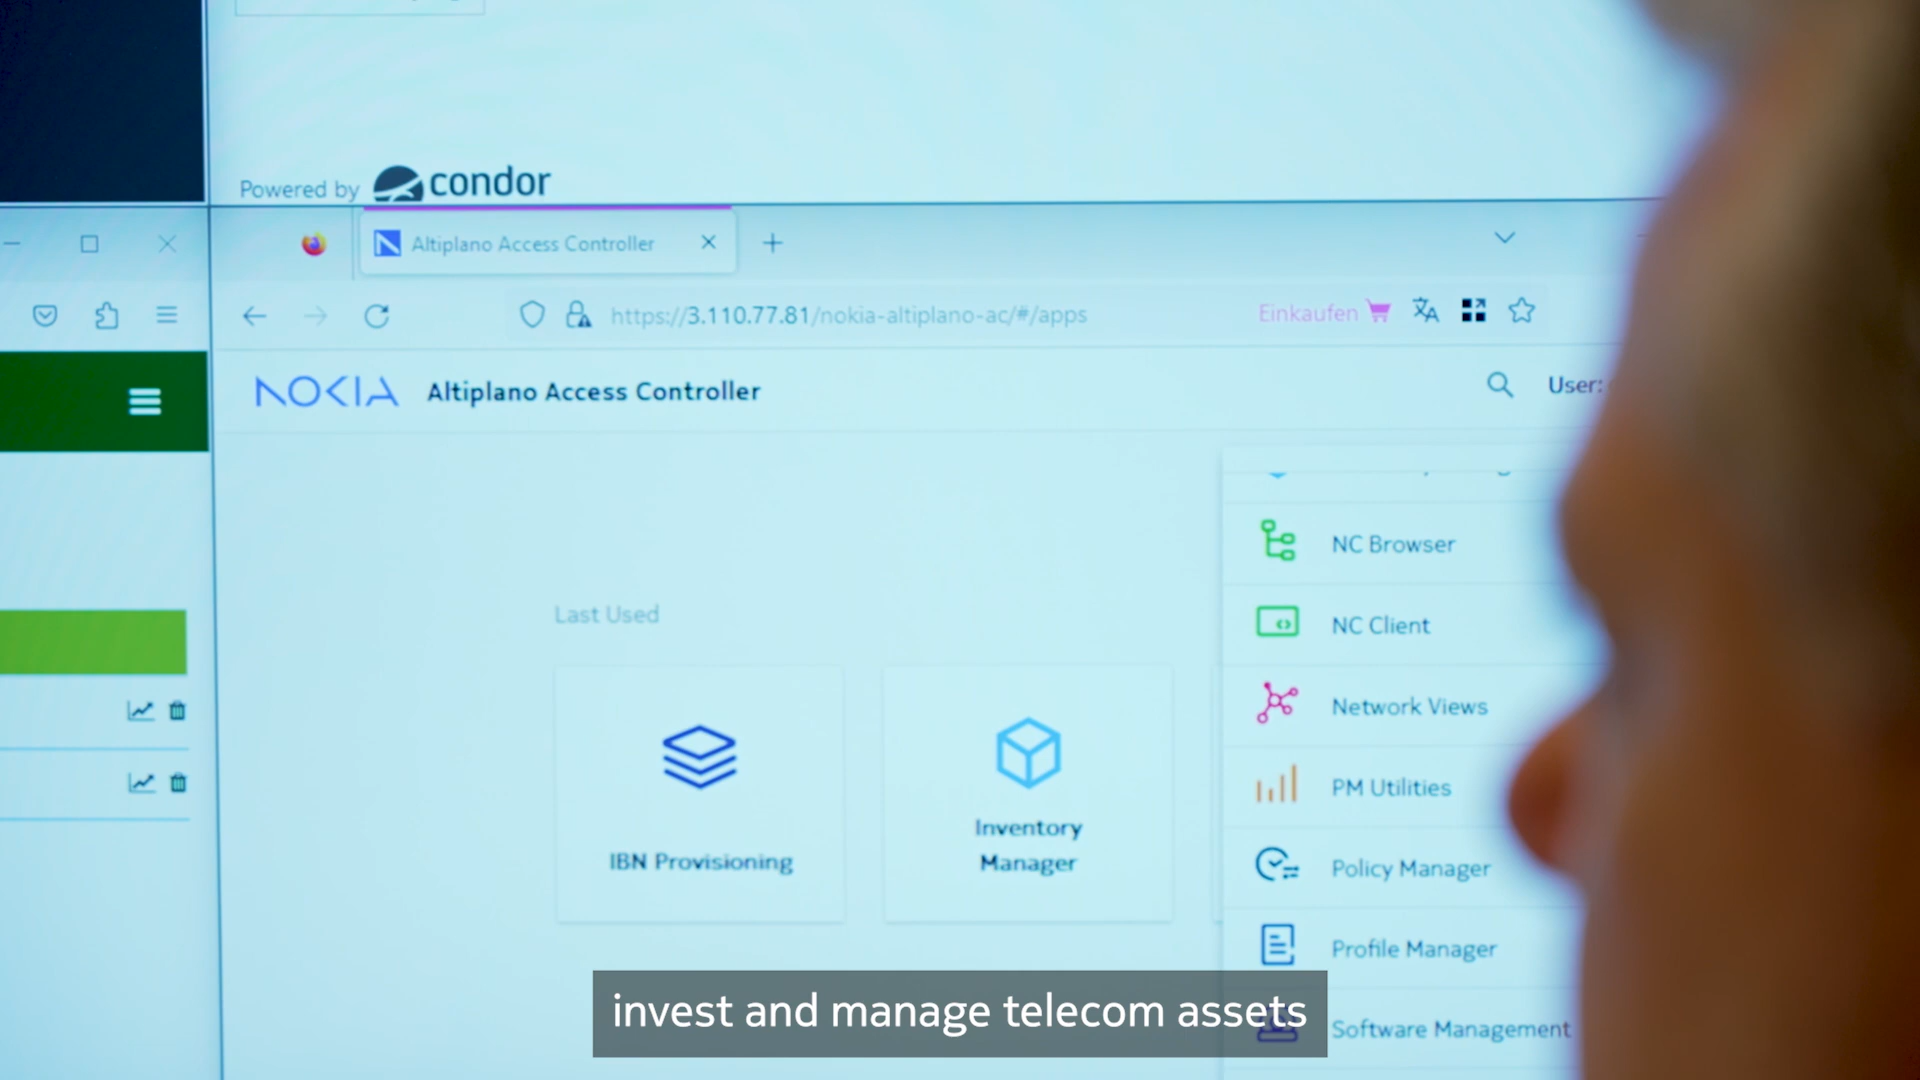 Powered by condor
Altiplano Access Controller
https://3.110.77.81/nokia-altiplano-ac/#/apps
Einkaufen
NOKIA Altiplano Access Controller
User:
NC Browser
Last Used
NC Client
Network Views
PM Utilities
IBN Provisioning
Inventory
Manager
Policy Manager
Profile Manager
invest and manage telecom assets
Software Management